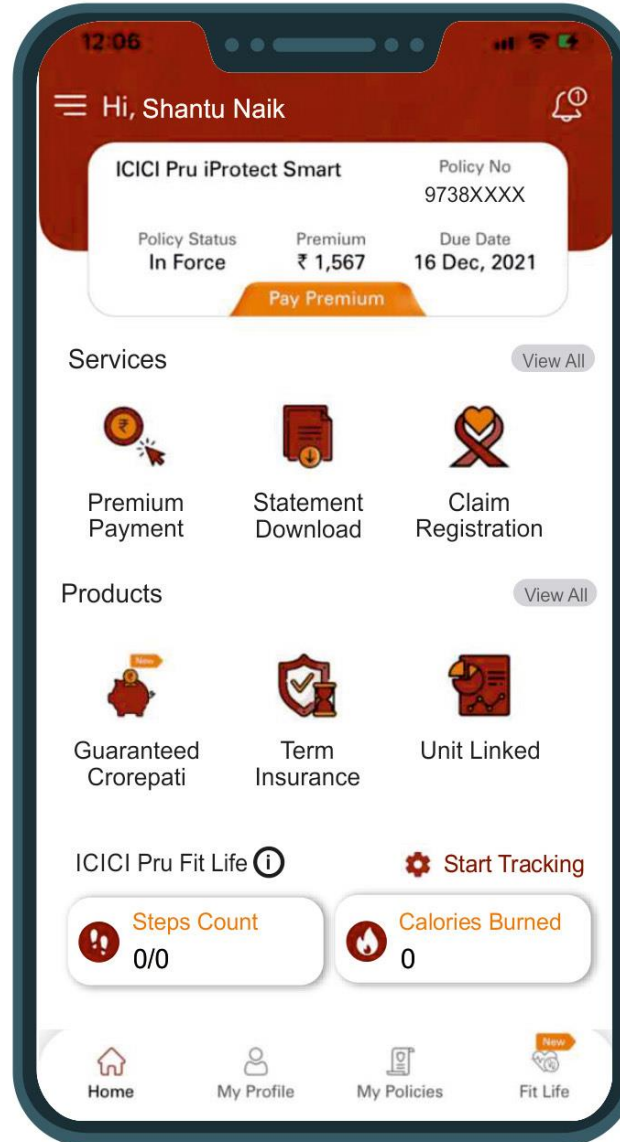 12:06
Hi, Shantu Naik
1
ICICI Pru iProtect Smart
Policy No
9738XXXX
Policy Status
Premium
Due Date
In Force
₹ 1,567
16 Dec, 2021
Pay Premium
Services
View All
₹
Premium
Payment
Statement
Download
Claim
Registration
Products
View All
New
₹
Guaranteed
Crorepati
Term
Insurance
Unit Linked
ICICI Pru Fit Life i
Start Tracking
Steps Count
0/0
Calories Burned
0
New
Home
My Profile
My Policies
Fit Life